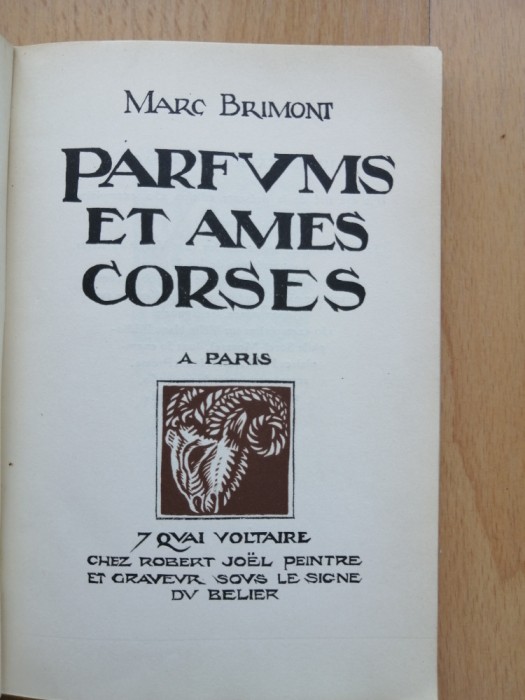 MARC BRIMONT
PARFVMS
ET AMES
CORSES
A PARIS
7 QVAI VOLTAIRE
CHEZ ROBERT JOËL PEINTRE
ET GRAVEVR SOVS LE SIGNE
DV BELIER